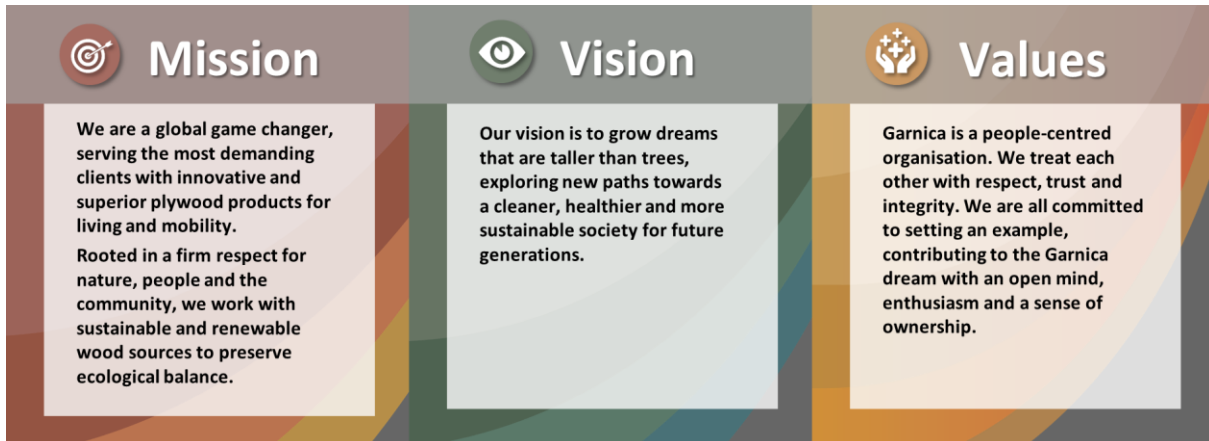 Mission
We are a global game changer,
serving the most demanding
clients with innovative and
superior plywood products for
living and mobility.
Rooted in a firm respect for
nature, people and the
community, we work with
sustainable and renewable
wood sources to preserve
ecological balance.
Vision
Our vision is to grow dreams
that are taller than trees,
exploring new paths towards
a cleaner, healthier and more
sustainable society for future
generations.
Values
Garnica is a people-centred
organisation. We treat each
other with respect, trust and
integrity. We are all committed
to setting an example,
contributing to the Garnica
dream with an open mind,
enthusiasm and a sense of
ownership.